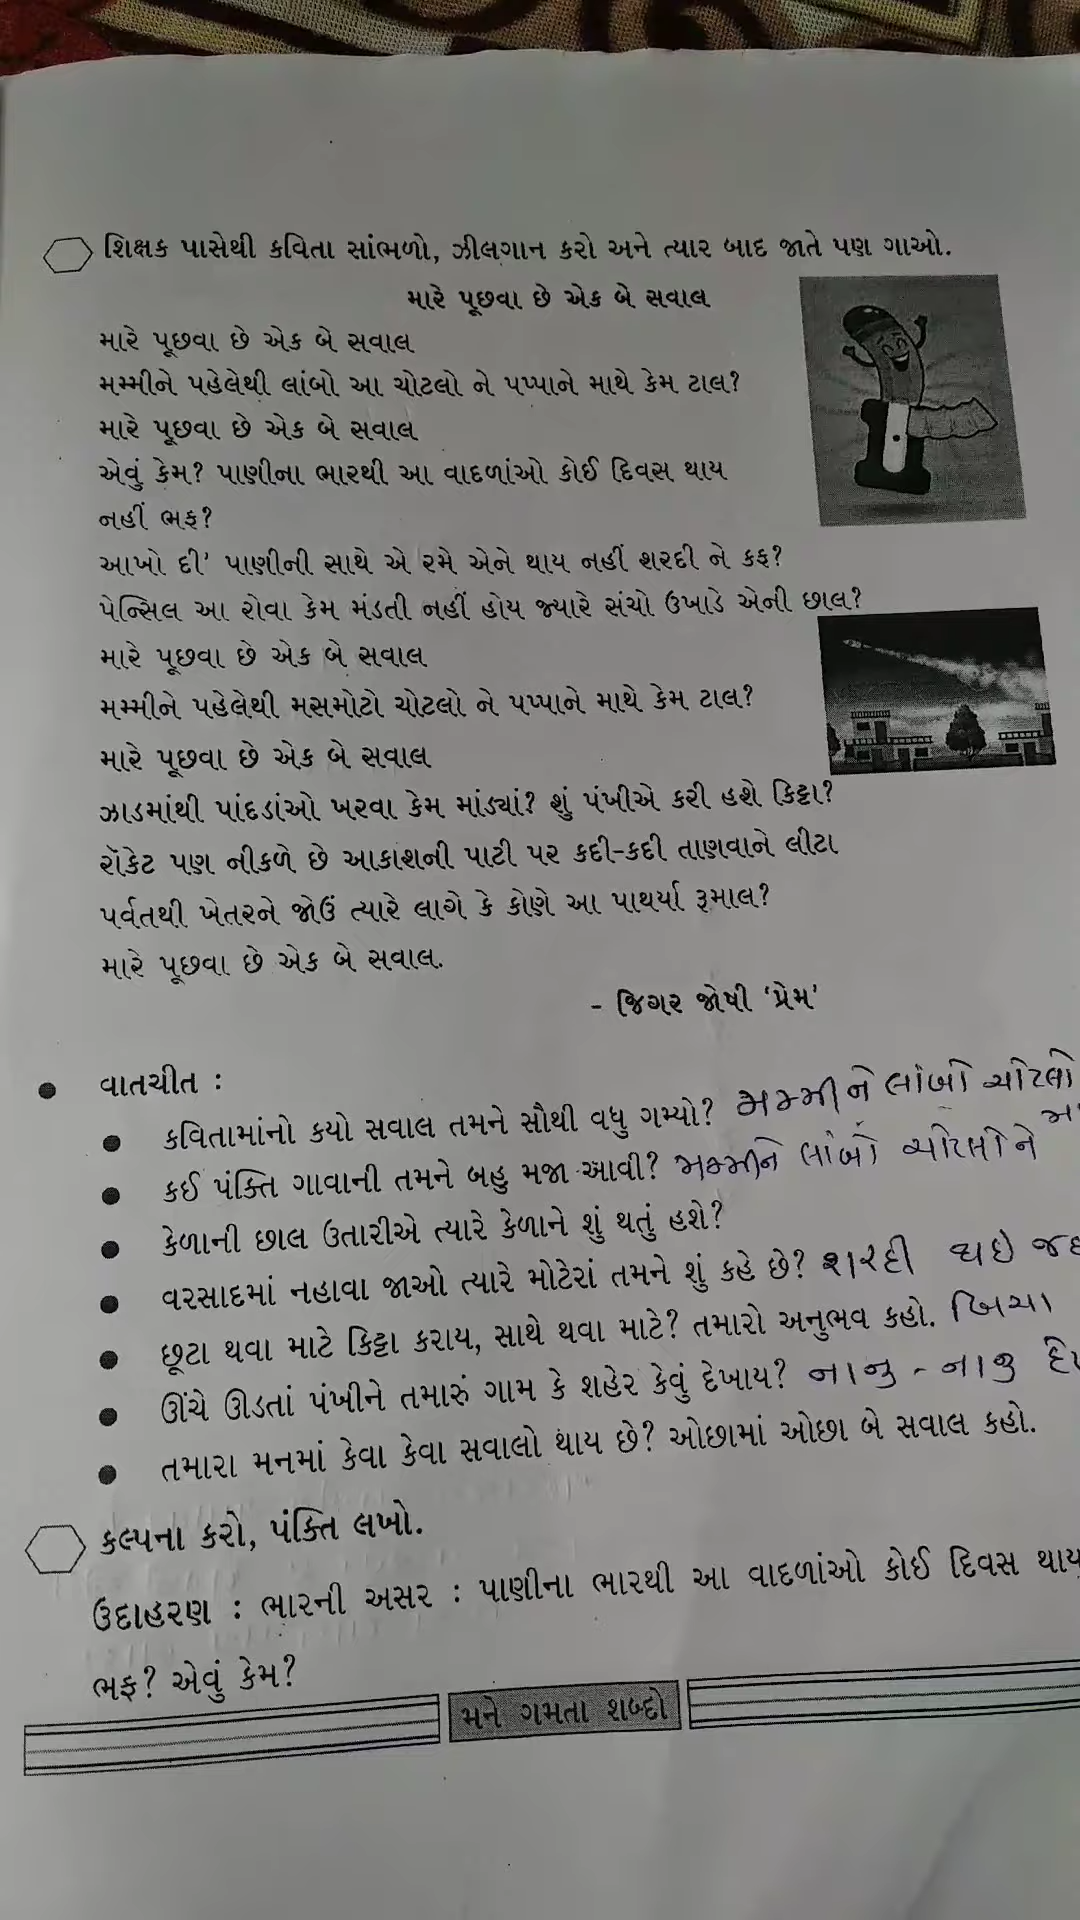 શિક્ષક પાસેથી કવિતા સાંભળો, ઝીલગાન કરો અને ત્યાર બાદ જાતે પણ ગાઓ.
મારે પૂછવા છે એક બે સવાલ
મારે પૂછવા છે એક બે સવાલ
મમ્મીને પહેલેથી લાંબો આ ચોટલો ને પપ્પાને માથે કેમ ટાલ?
મારે પૂછવા છે એક બે સવાલ
એવું કેમ? પાણીના ભારથી આ વાદળાંઓ કોઈ દિવસ થાય
નહીં ભફ?
આખો દી' પાણીની સાથે એ રમે એને થાય નહીં શરદી ને કફ?
પેન્સિલ આ રોવા કેમ મંડતી નહીં હોય જ્યારે સંચો ઉખાડે એની છાલ?
મારે પૂછવા છે એક બે સવાલ
મમ્મીને પહેલેથી મસમોટો ચોટલો ને પપ્પાને માથે કેમ ટાલ?
મારે પૂછવા છે એક બે સવાલ
ઝાડમાંથી પાંદડાંઓ ખરવા કેમ માંડ્યાં? શું પંખીએ કરી હશે કિટ્ટા?
રૉકેટ પણ નીકળે છે આકાશની પાટી પર કદી-કદી તાણવાને લીટા
પર્વતથી ખેતરને જોઉં ત્યારે લાગે કે કોણે આ પાથર્યા રૂમાલ?
મારે પૂછવા છે એક બે સવાલ.
- જિગર જોષી ‘પ્રેમ’
• વાતચીત :
• કવિતામાંનો કયો સવાલ તમને સૌથી વધુ ગમ્યો? મમ્મીને લાંબો ચોટલો
• કઈ પંક્તિ ગાવાની તમને બહુ મજા આવી? મમ્મીને લાંબો ચોટલો ને
• કેળાની છાલ ઉતારીએ ત્યારે કેળાને શું થતું હશે?
• વરસાદમાં નહાવા જાઓ ત્યારે મોટેરાં તમને શું કહે છે? શરદી થઇ
• છૂટા થવા માટે કિટ્ટા કરાય, સાથે થવા માટે? તમારો અનુભવ કહો. બિચા
• ઊંચે ઊડતાં પંખીને તમારું ગામ કે શહેર કેવું દેખાય? નાનુ - નાનુ
• તમારા મનમાં કેવા કેવા સવાલો થાય છે? ઓછામાં ઓછા બે સવાલ કહો.
કલ્પના કરો, પંક્તિ લખો.
ઉદાહરણ : ભારની અસર : પાણીના ભારથી આ વાદળાંઓ કોઈ દિવસ થાય
ભફ? એવું કેમ?
મને ગમતા શબ્દો